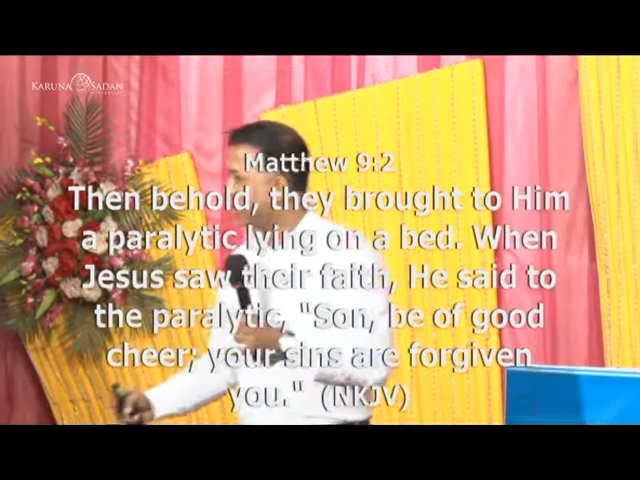 KARUNA SADAN
Matthew 9:2
Then behold, they brought to Him
a paralytic lying on a bed. When
Jesus saw their faith, He said to
the paralytic, "Son, be of good
cheer; your sins are forgiven
you." (NKJV)